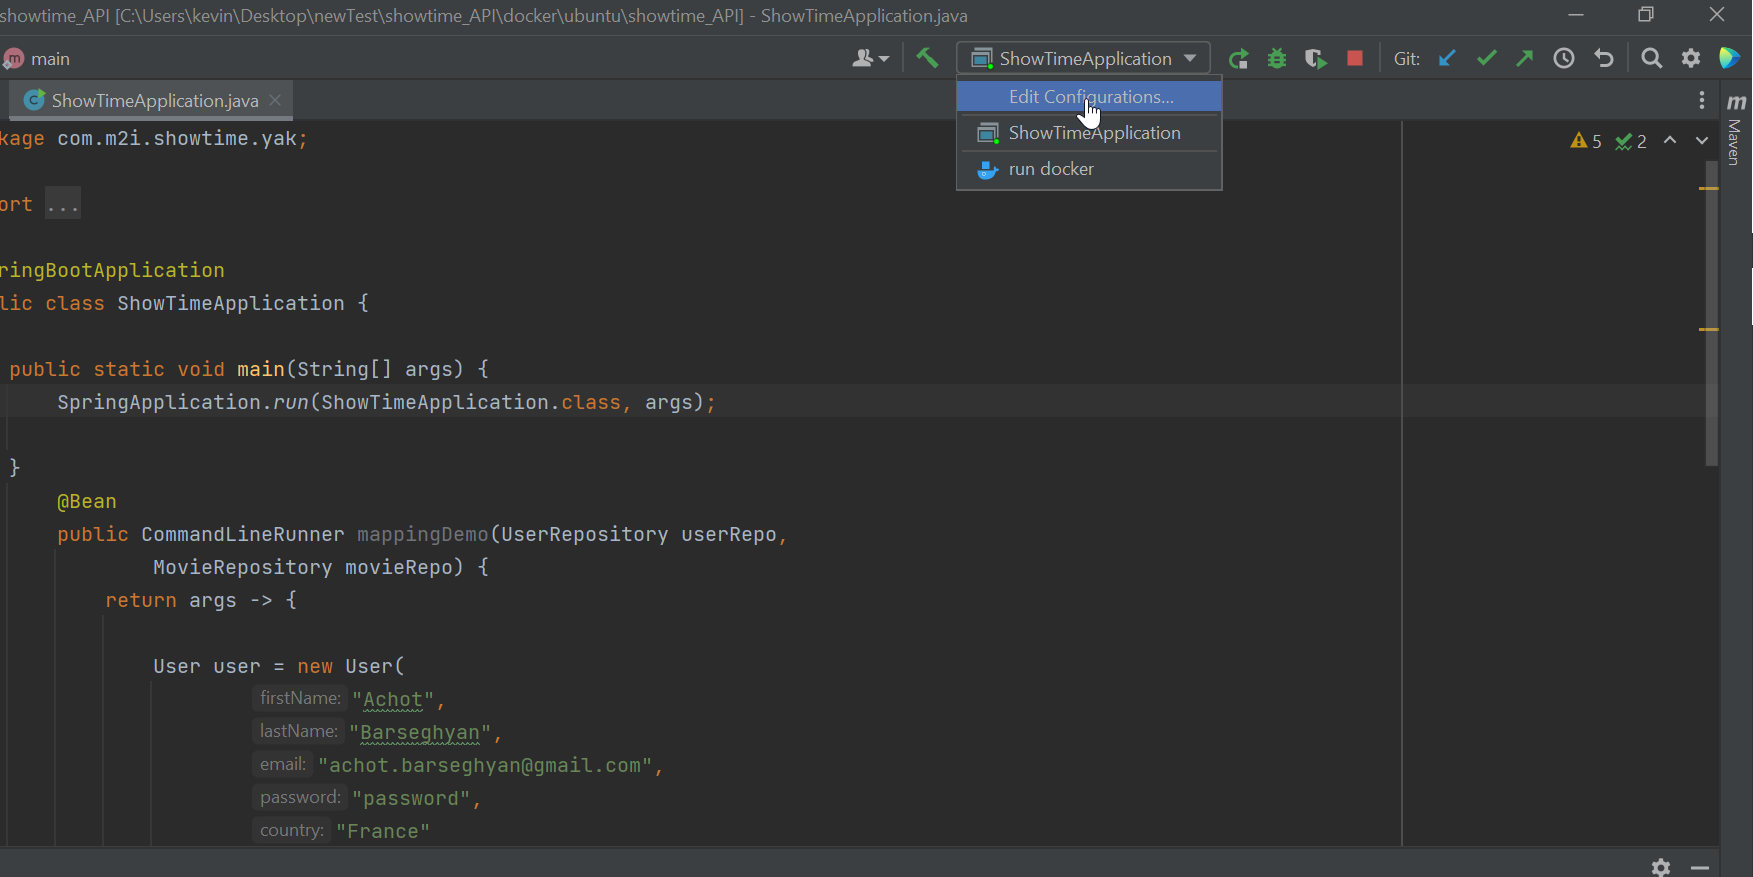 showtime_API [C:\Users\kevin\Desktop\newTest\showtime_API\docker\ubuntu\showtime_API] - ShowTimeApplication.java
m main
ShowTimeApplication
Git:
ShowTimeApplication.java
Edit Configurations...
ShowTimeApplication
run docker
5 2
m Maven
kage com.m2i.showtime.yak;
ort ...
ringBootApplication
lic class ShowTimeApplication {
public static void main(String[] args) {
SpringApplication.run(ShowTimeApplication.class, args);
}
@Bean
public CommandLineRunner mappingDemo(UserRepository userRepo,
MovieRepository movieRepo) {
return args -> {
User user = new User(
firstName: "Achot",
lastName: "Barseghyan",
email: "achot.barseghyan@gmail.com",
password: "password",
country: "France"